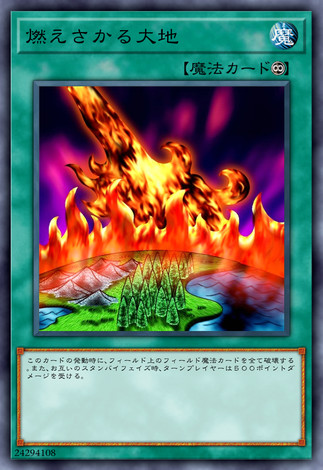 燃えさかる大地
魔
【魔法カード♾】
このカードの発動時に、フィールド上のフィールド魔法カードを全て破壊する
。また、お互いのスタンバイフェイズ時、ターンプレイヤーは５００ポイントダ
メージを受ける。
24294108